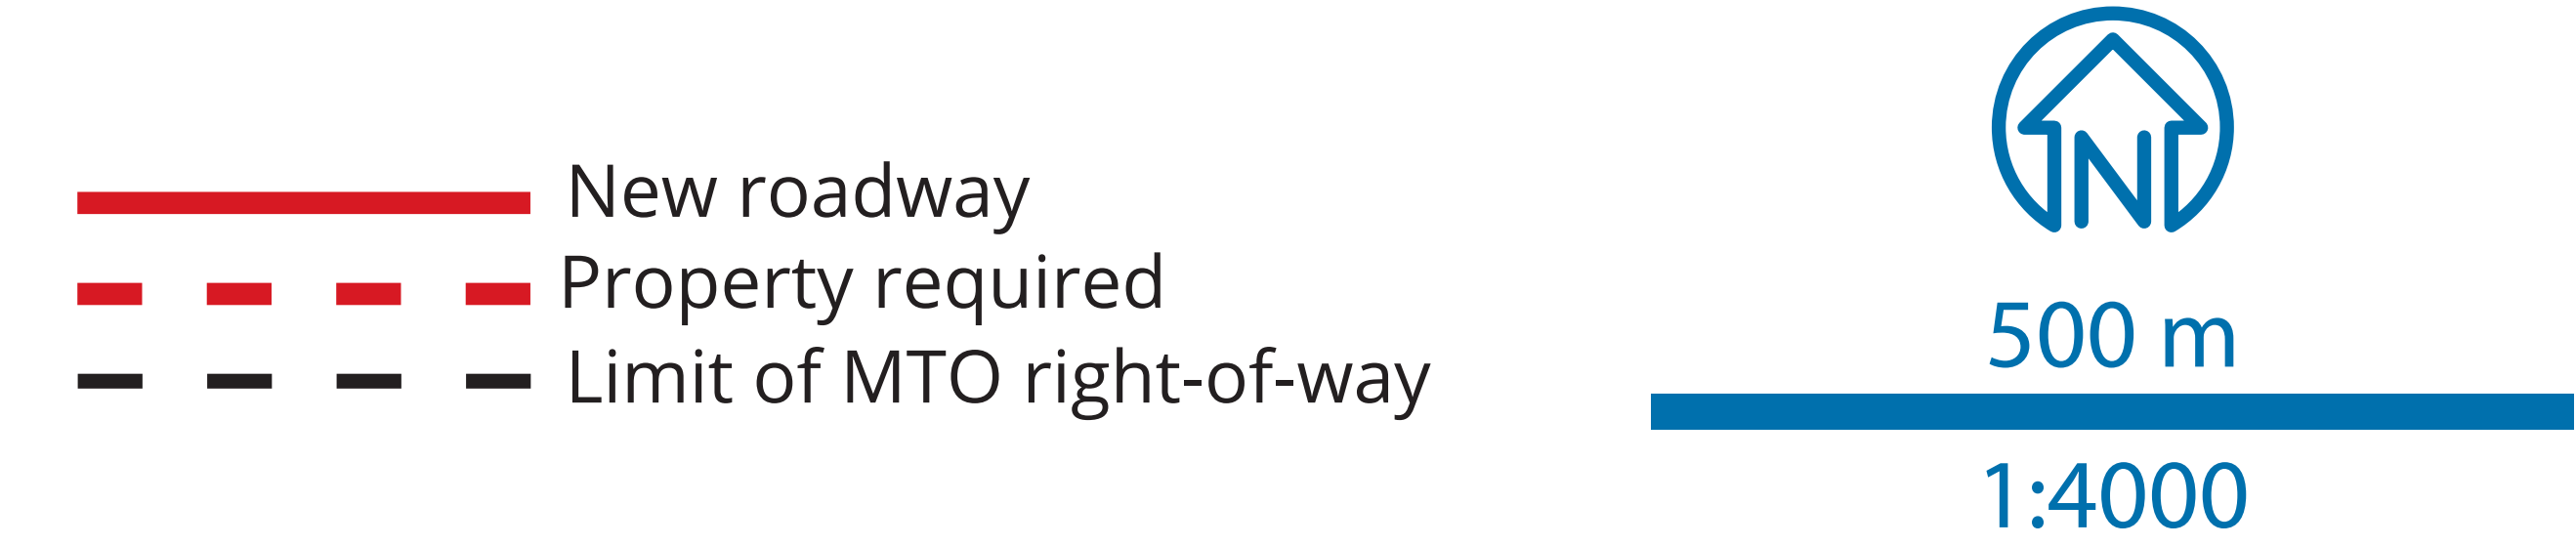 New roadway
Property required
Limit of MTO right-of-way
N
500 m
1:4000